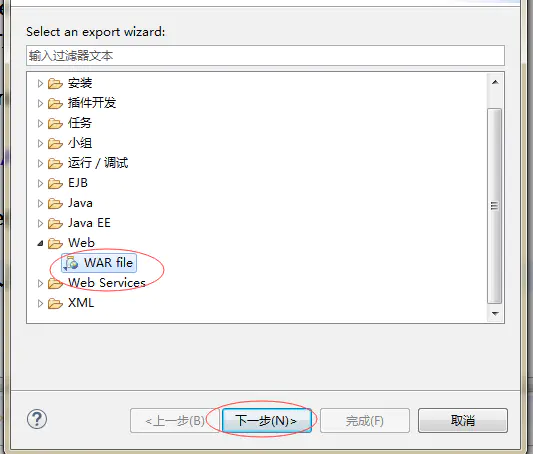 Select an export wizard:
输入过滤器文本
安装
插件开发
任务
小组
运行 / 调试
EJB
Java
Java EE
Web
WAR file
Web Services
XML
<上一步(B)
下一步(N)>
完成(F)
取消